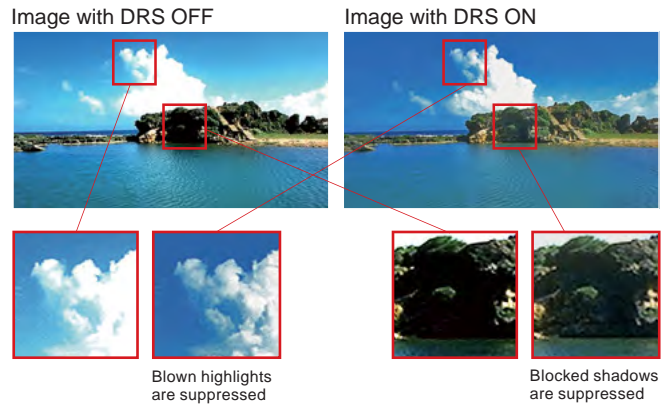 Image with DRS OFF
Image with DRS ON
Blown highlights
are suppressed
Blocked shadows
are suppressed